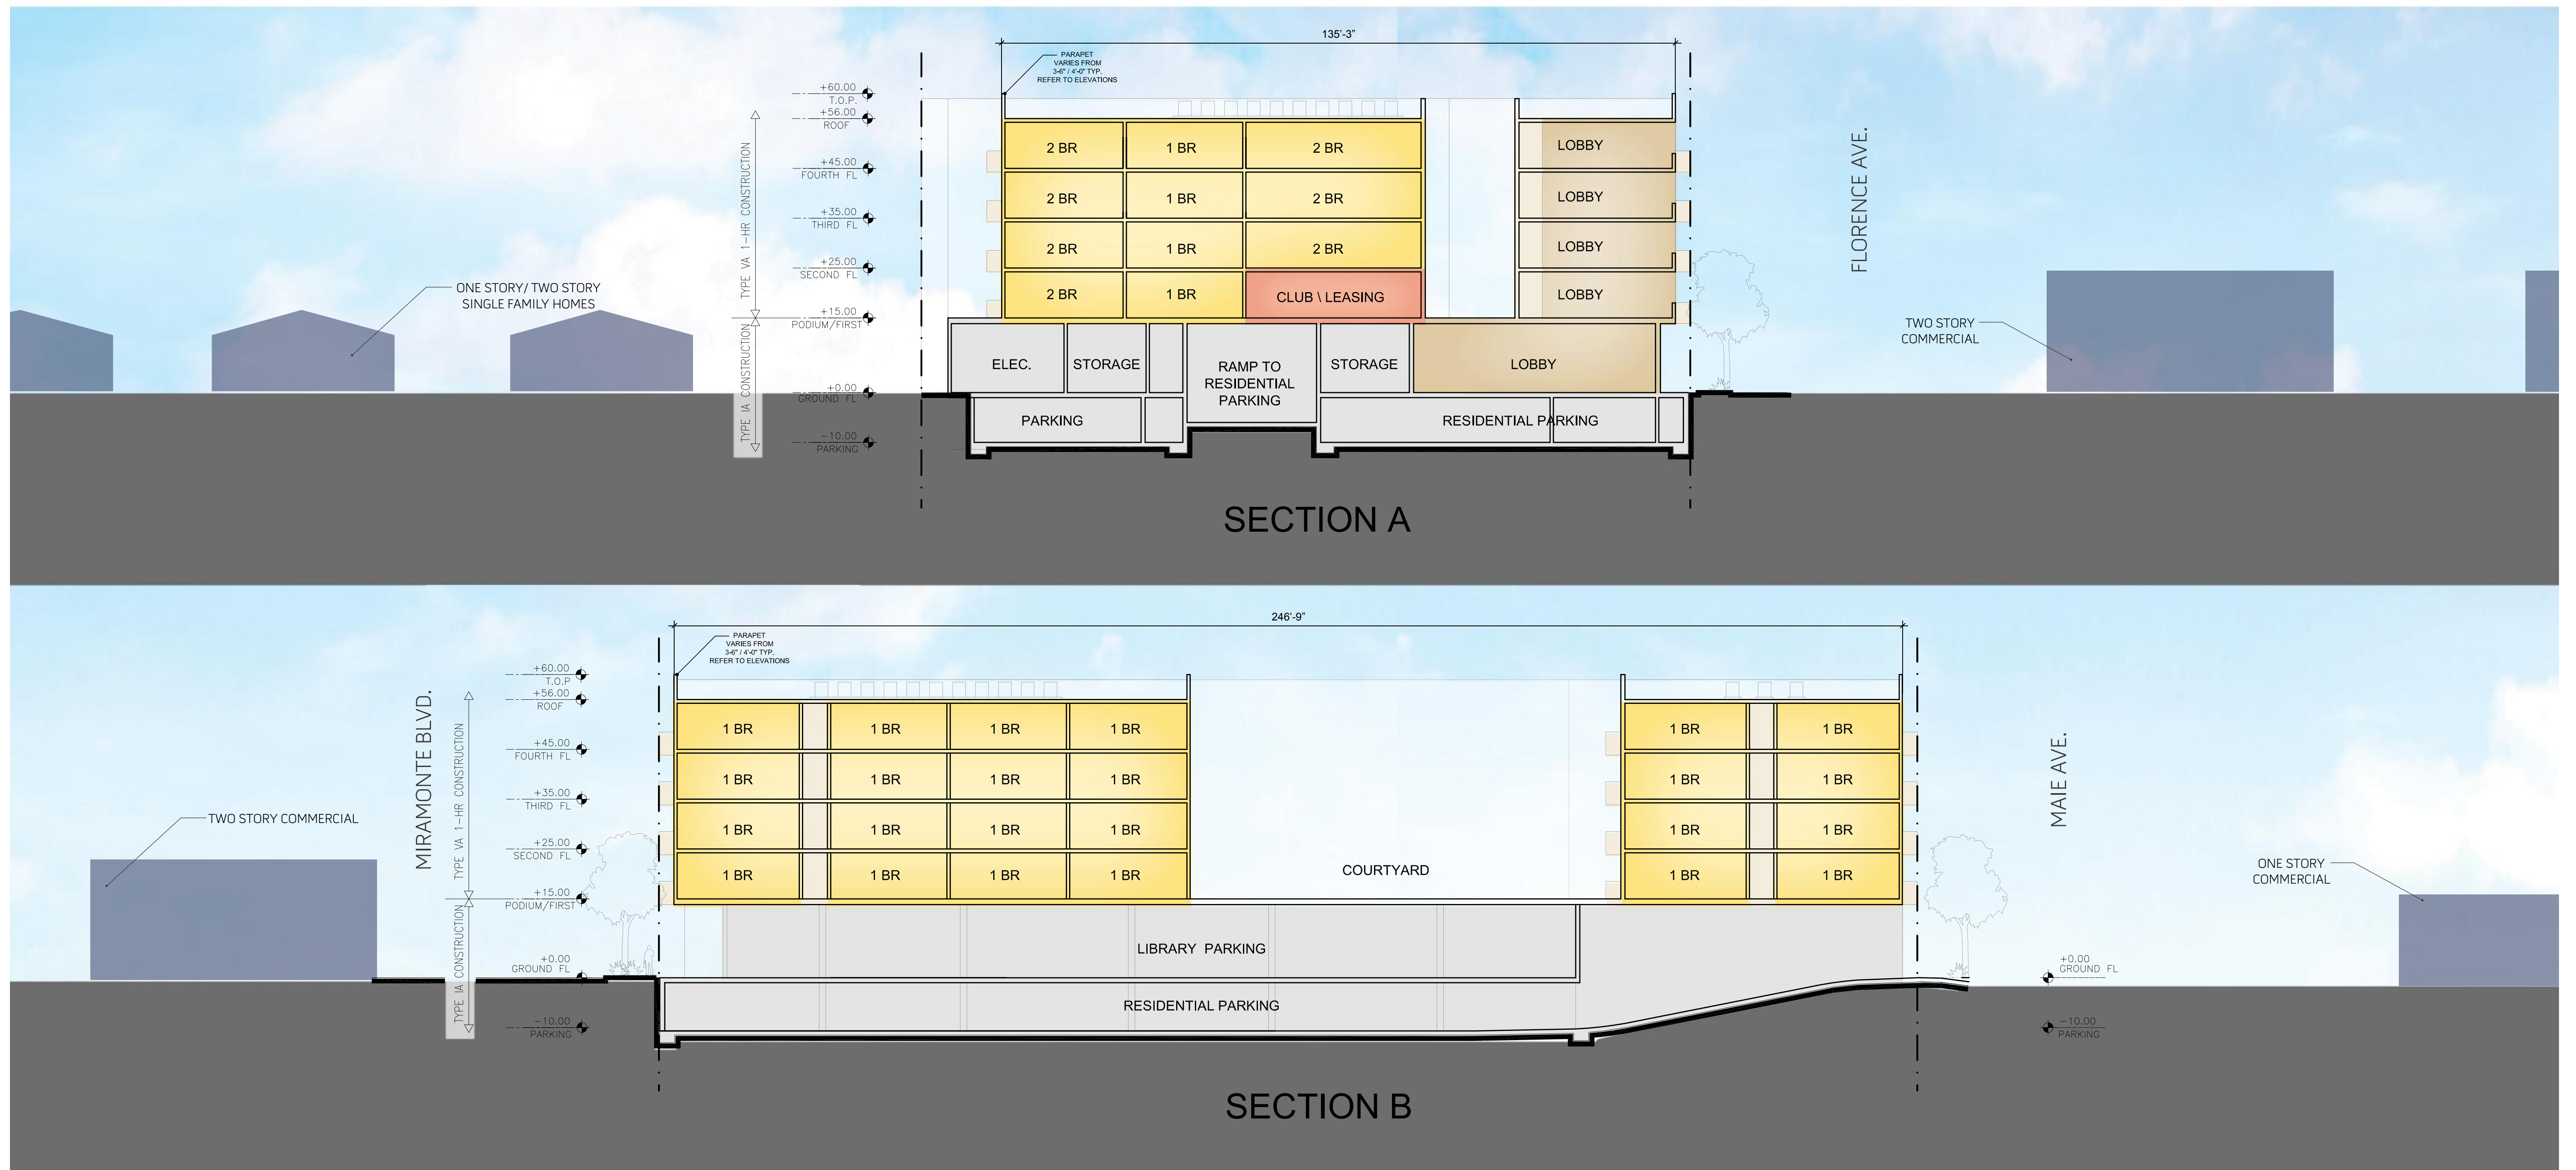 135'-3"
PARAPET
VARIES FROM
3-6" / 4'-0" TYP.
REFER TO ELEVATIONS
+60.00
T.O.P.
+56.00
ROOF
+45.00
FOURTH FL
+35.00
THIRD FL
+25.00
SECOND FL
+15.00
PODIUM/FIRST
+0.00
GROUND FL
-10.00
PARKING
TYPE VA 1-HR CONSTRUCTION
TYPE IA CONSTRUCTION
ONE STORY/ TWO STORY
SINGLE FAMILY HOMES
2 BR 1 BR 2 BR LOBBY
2 BR 1 BR 2 BR LOBBY
2 BR 1 BR 2 BR LOBBY
2 BR 1 BR CLUB \ LEASING LOBBY
ELEC. STORAGE
RAMP TO
RESIDENTIAL
PARKING
STORAGE LOBBY
PARKING RESIDENTIAL PARKING
FLORENCE AVE.
TWO STORY
COMMERCIAL
SECTION A
246'-9"
PARAPET
VARIES FROM
3-6" / 4'-0" TYP.
REFER TO ELEVATIONS
+60.00
T.O.P
+56.00
ROOF
+45.00
FOURTH FL
+35.00
THIRD FL
+25.00
SECOND FL
+15.00
PODIUM/FIRST
+0.00
GROUND FL
-10.00
PARKING
TYPE VA 1-HR CONSTRUCTION
TYPE IA CONSTRUCTION
MIRAMONTE BLVD.
TWO STORY COMMERCIAL
1 BR 1 BR 1 BR 1 BR 1 BR 1 BR
1 BR 1 BR 1 BR 1 BR 1 BR 1 BR
1 BR 1 BR 1 BR 1 BR 1 BR 1 BR
1 BR 1 BR 1 BR 1 BR 1 BR 1 BR
COURTYARD
LIBRARY PARKING
RESIDENTIAL PARKING
MAIE AVE.
ONE STORY
COMMERCIAL
+0.00
GROUND FL
-10.00
PARKING
SECTION B